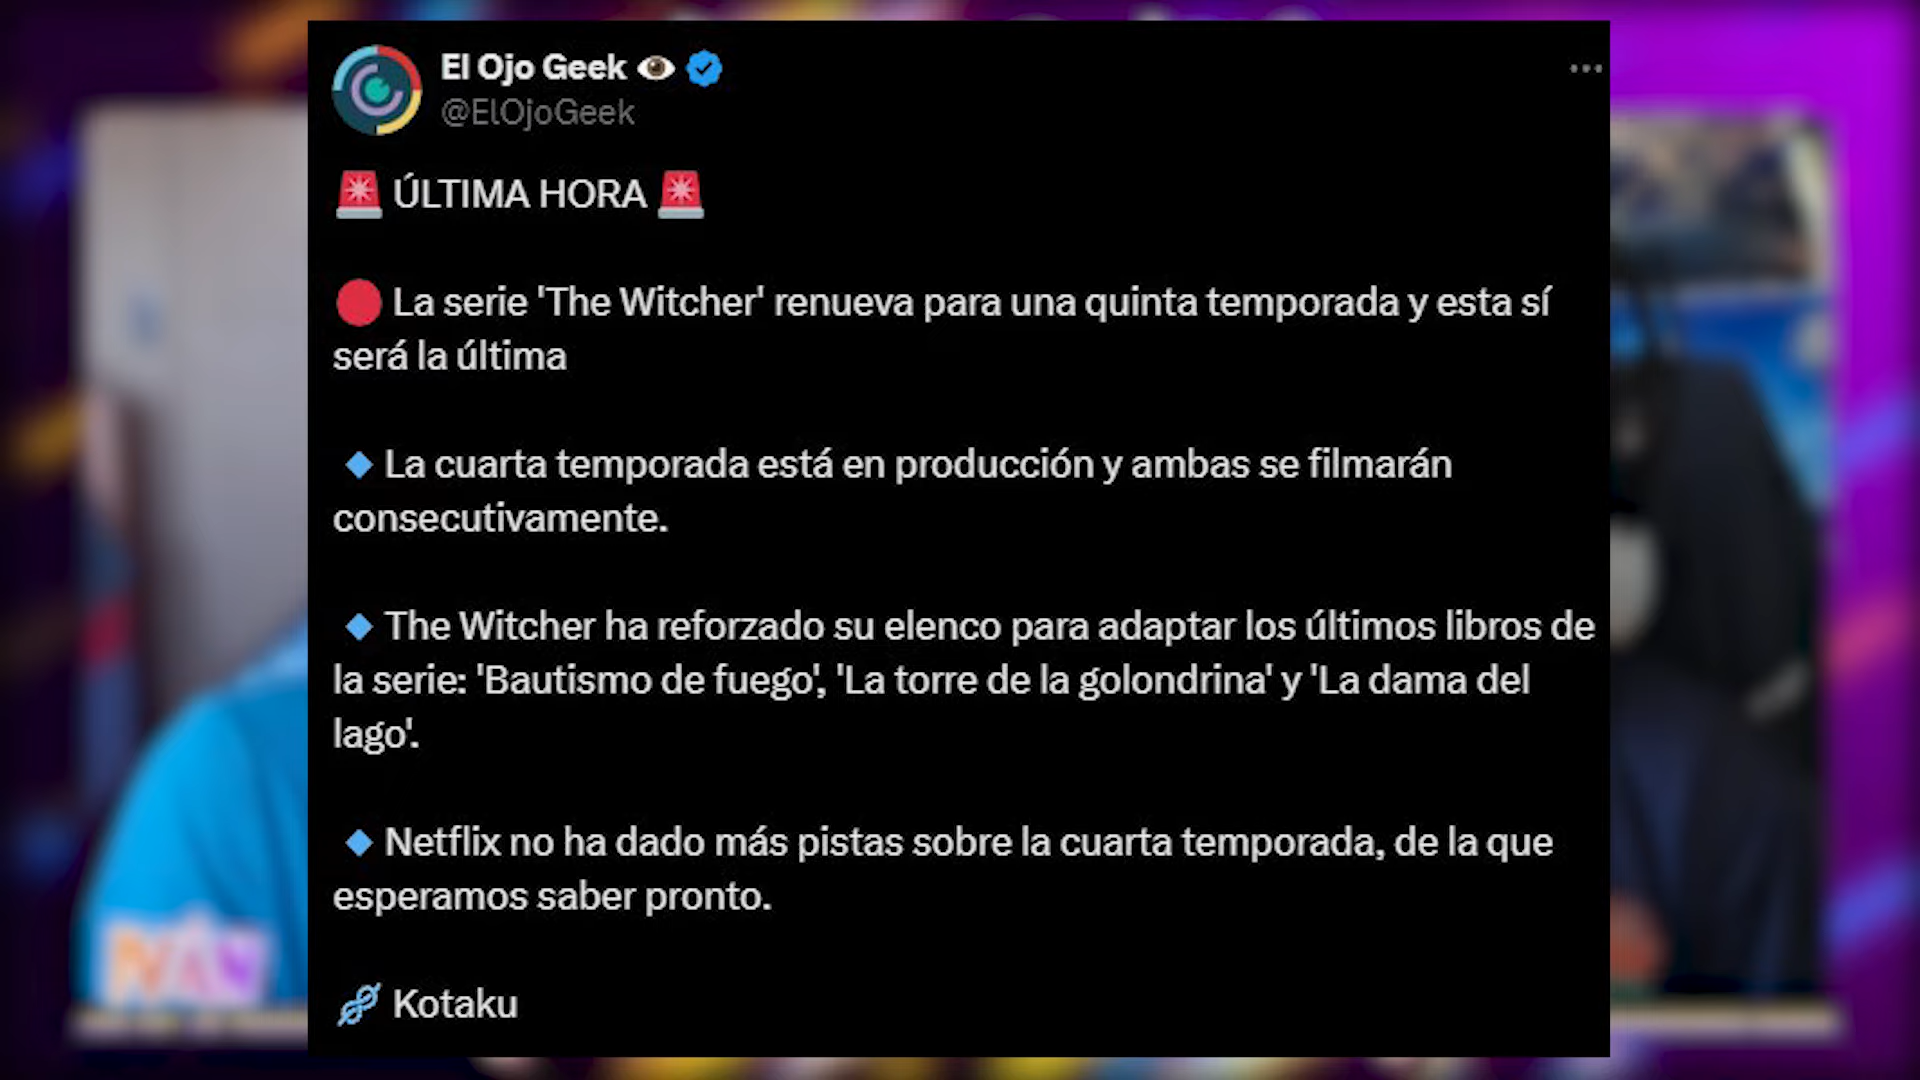 El Ojo Geek 👁
@ElOjoGeek
🚨 ÚLTIMA HORA 🚨
🔴 La serie 'The Witcher' renueva para una quinta temporada y esta sí
será la última
🔹 La cuarta temporada está en producción y ambas se filmarán
consecutivamente.
🔹 The Witcher ha reforzado su elenco para adaptar los últimos libros de
la serie: 'Bautismo de fuego', 'La torre de la golondrina' y 'La dama del
lago'.
🔹 Netflix no ha dado más pistas sobre la cuarta temporada, de la que
esperamos saber pronto.
🔗 Kotaku